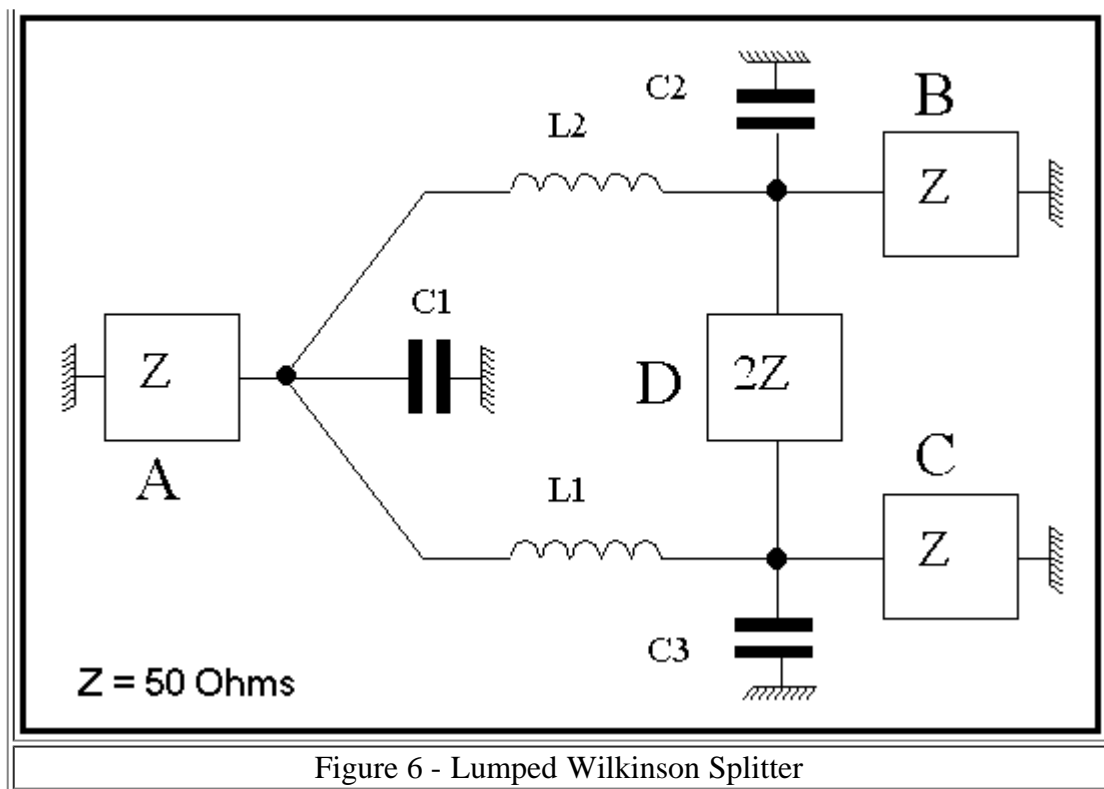 C2
B
L2
Z
C1
Z
D
2Z
A
C
L1
Z
C3
Z = 50 Ohms
Figure 6 - Lumped Wilkinson Splitter